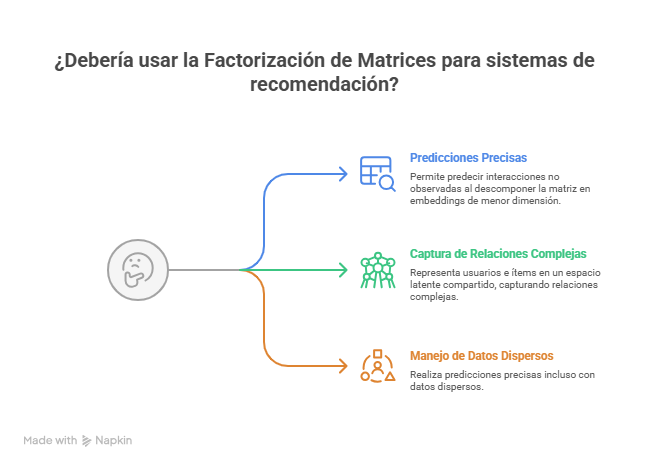 ¿Debería usar la Factorización de Matrices para sistemas de
recomendación?
Predicciones Precisas
Permite predecir interacciones no
observadas al descomponer la matriz en
embeddings de menor dimensión.
Captura de Relaciones Complejas
Representa usuarios e ítems en un espacio
latente compartido, capturando relaciones
complejas.
Manejo de Datos Dispersos
Realiza predicciones precisas incluso con
datos dispersos.
Made with Napkin